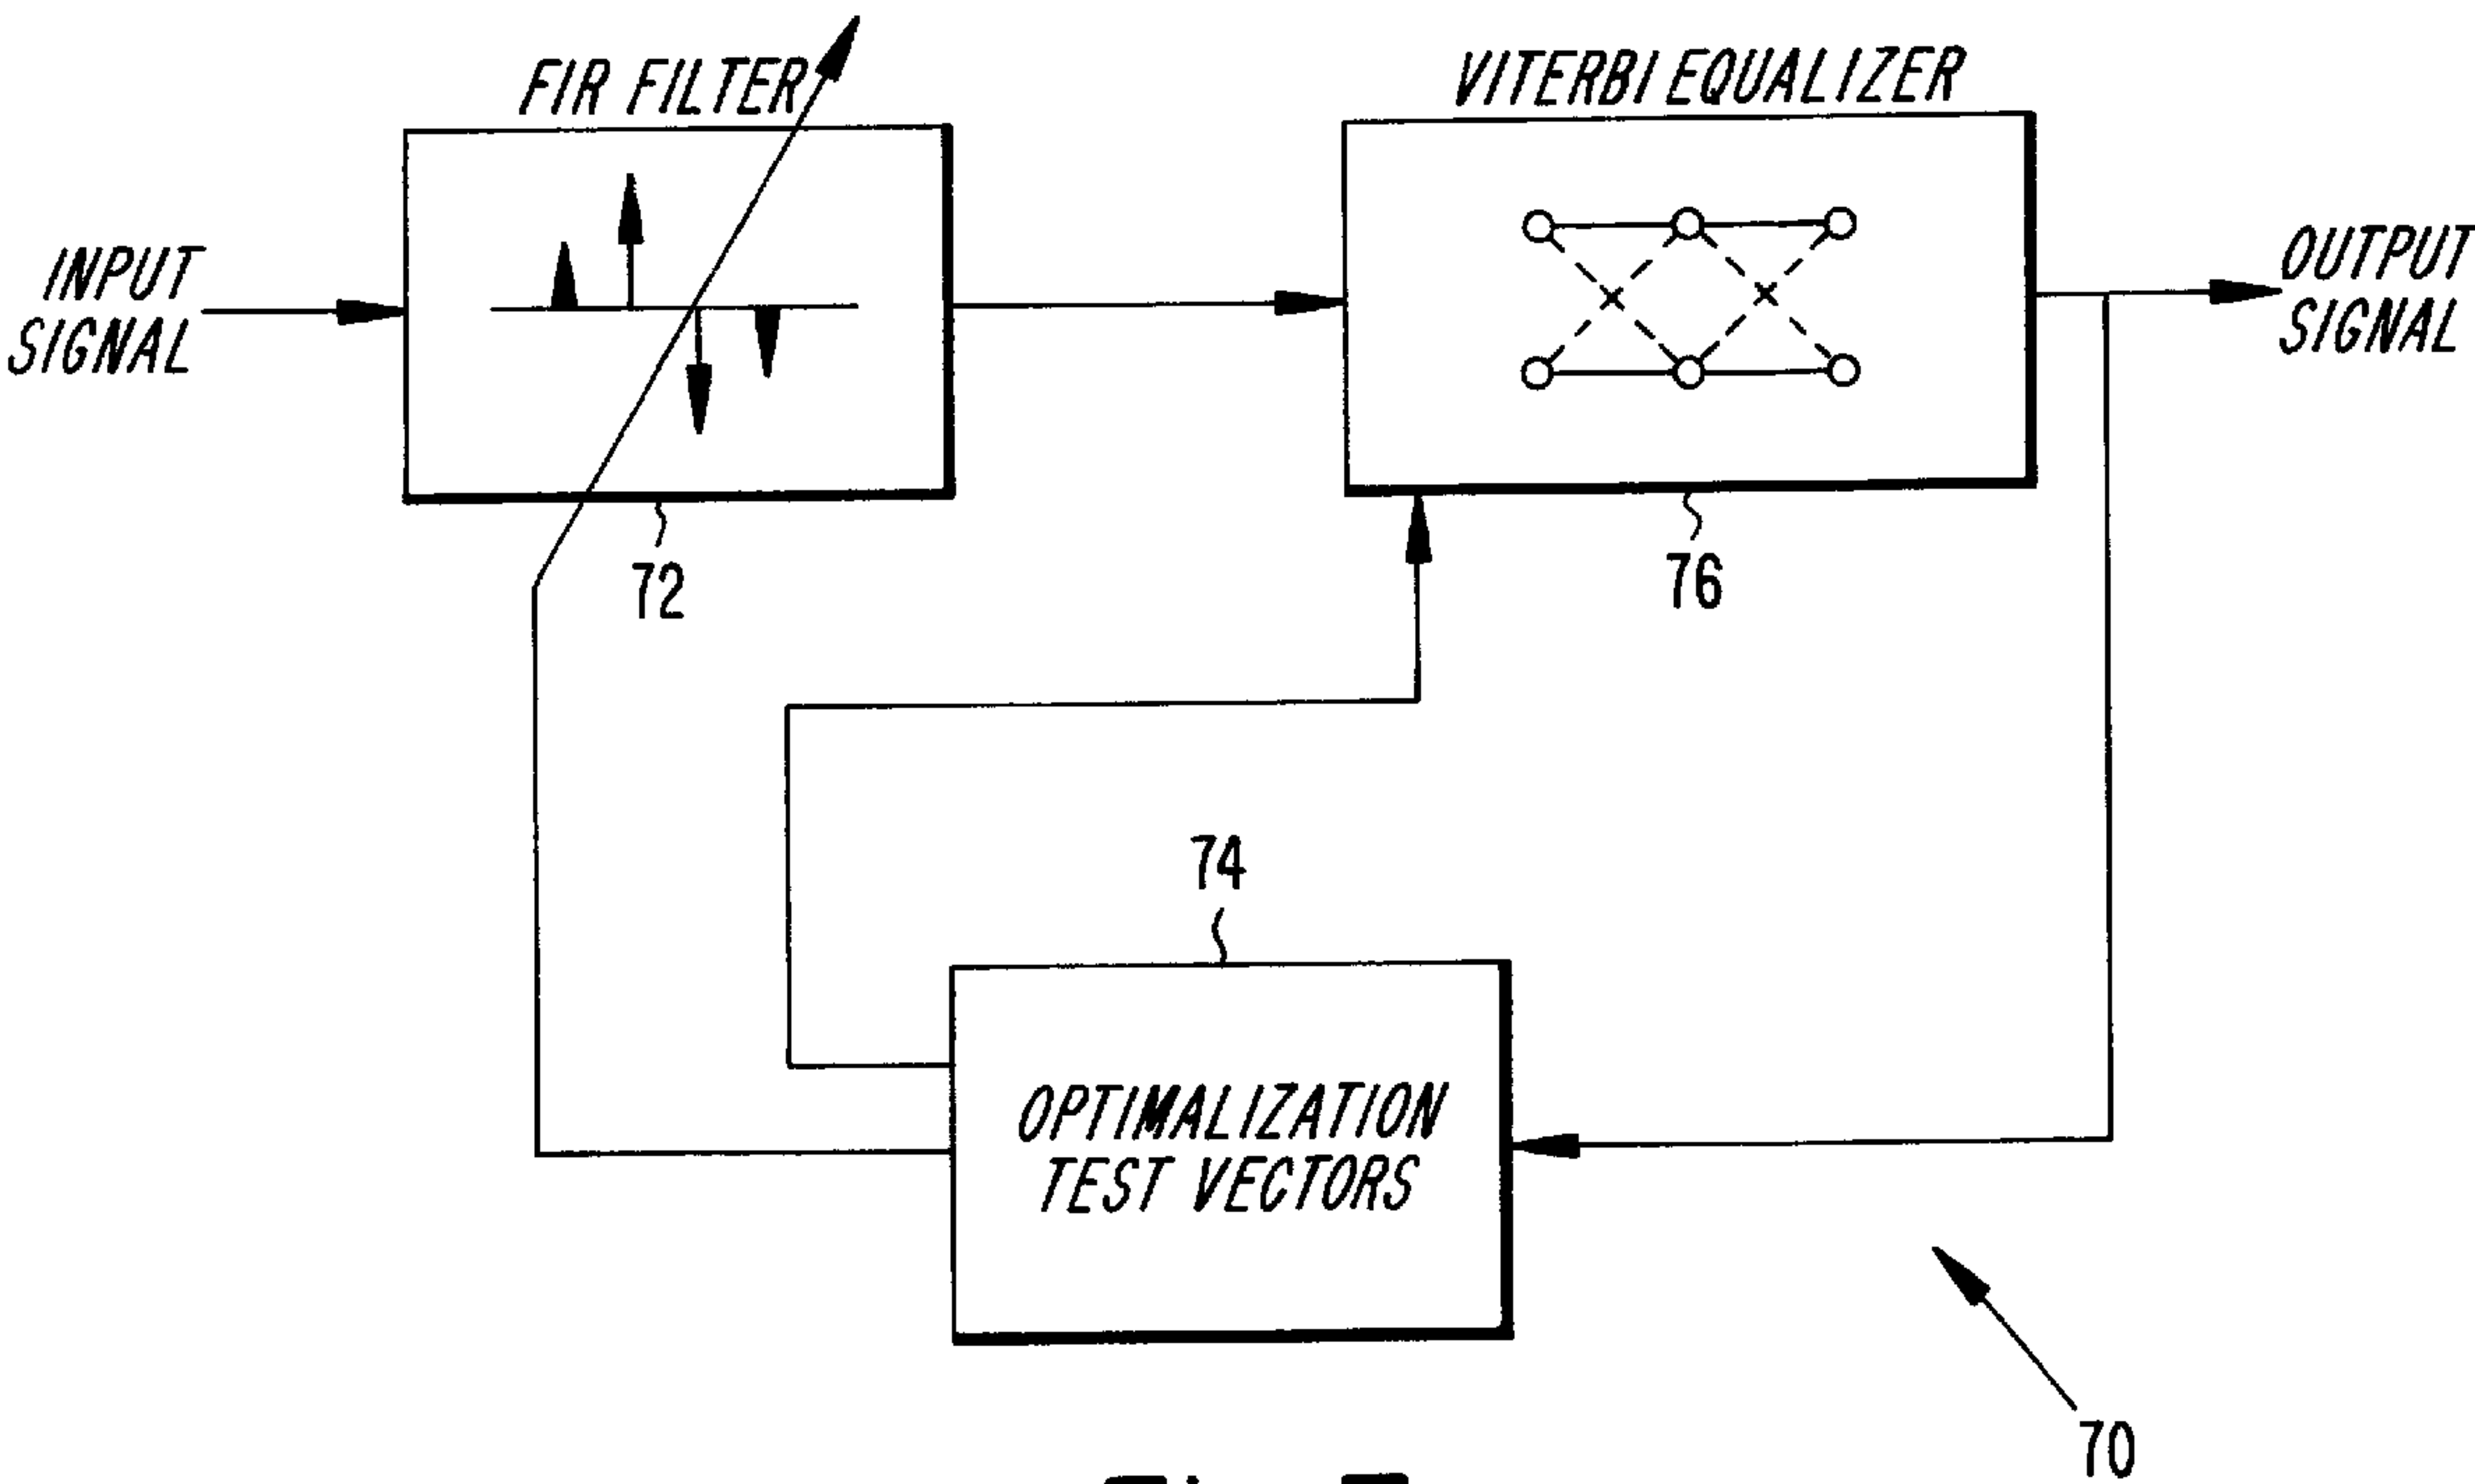 FIR FILTER
VITERBI EQUALIZER
INPUT
SIGNAL
OUTPUT
SIGNAL
72
76
74
OPTIMALIZATION
TEST VECTORS
70